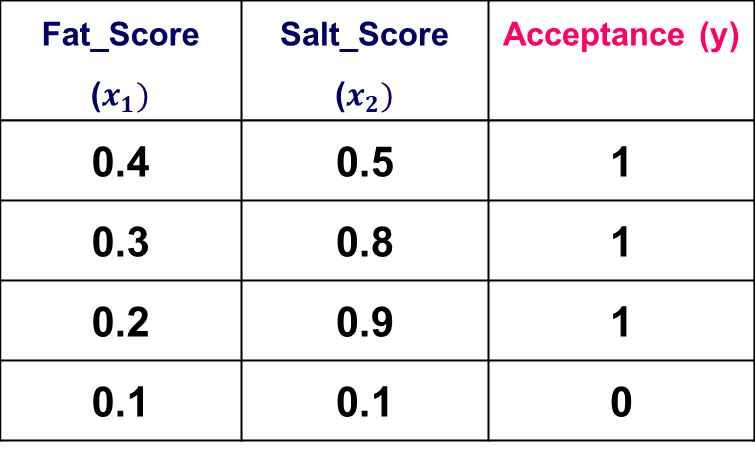 Fat_Score Salt_Score Acceptance (y)
(x₁) (x₂)
0.4 0.5 1
0.3 0.8 1
0.2 0.9 1
0.1 0.1 0